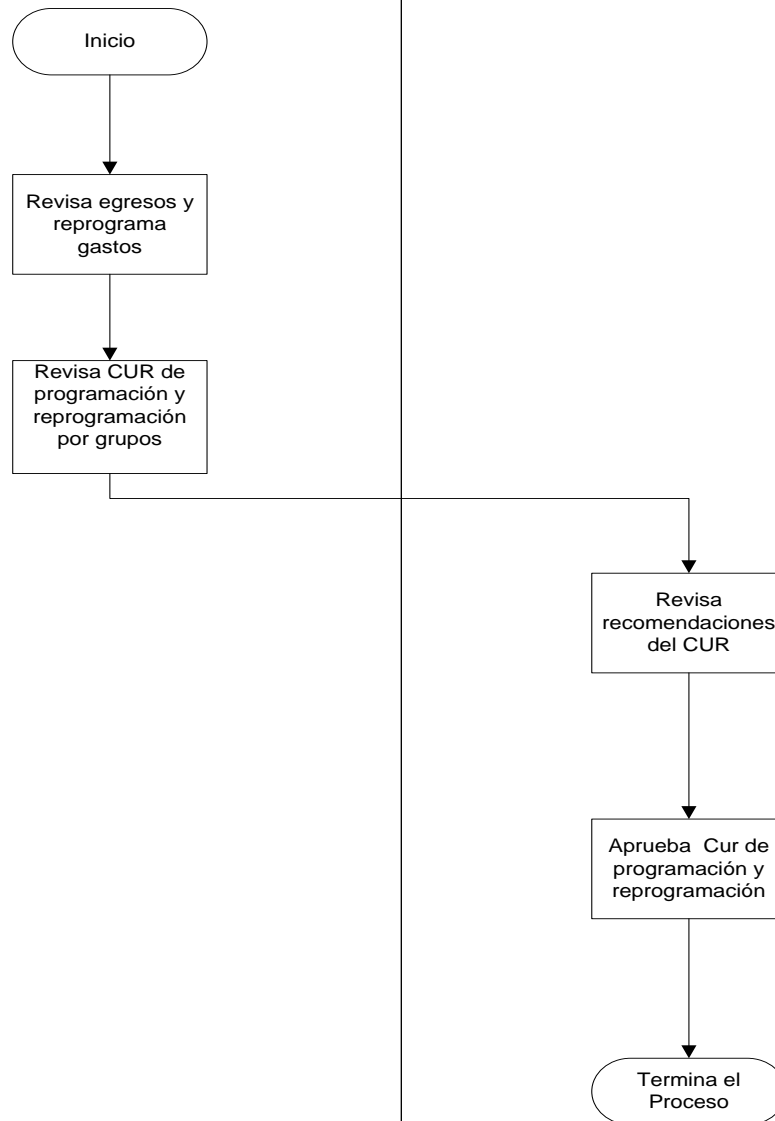 Inicio
Revisa egresos y
reprograma
gastos
Revisa CUR de
programación y
reprogramación
por grupos
Revisa
recomendaciones
del CUR
Aprueba  Cur de
programación y
reprogramación
Termina el
Proceso